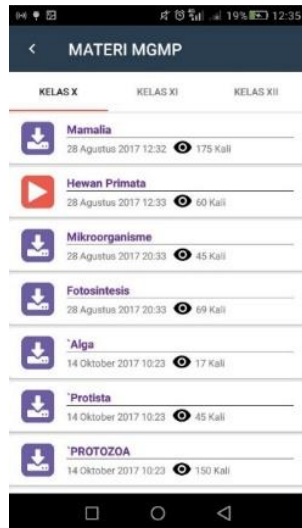 19% 12:35
MATERI MGMP
KELAS X KELAS XI KELAS XII
Mamalia
28 Agustus 2017 12:32 175 Kali
Hewan Primata
28 Agustus 2017 12:33 60 Kali
Mikroorganisme
28 Agustus 2017 20:33 45 Kali
Fotosintesis
28 Agustus 2017 20:33 69 Kali
`Alga
14 Oktober 2017 10:23 17 Kali
`Protista
14 Oktober 2017 10:23 45 Kali
`PROTOZOA
14 Oktober 2017 10:23 150 Kali